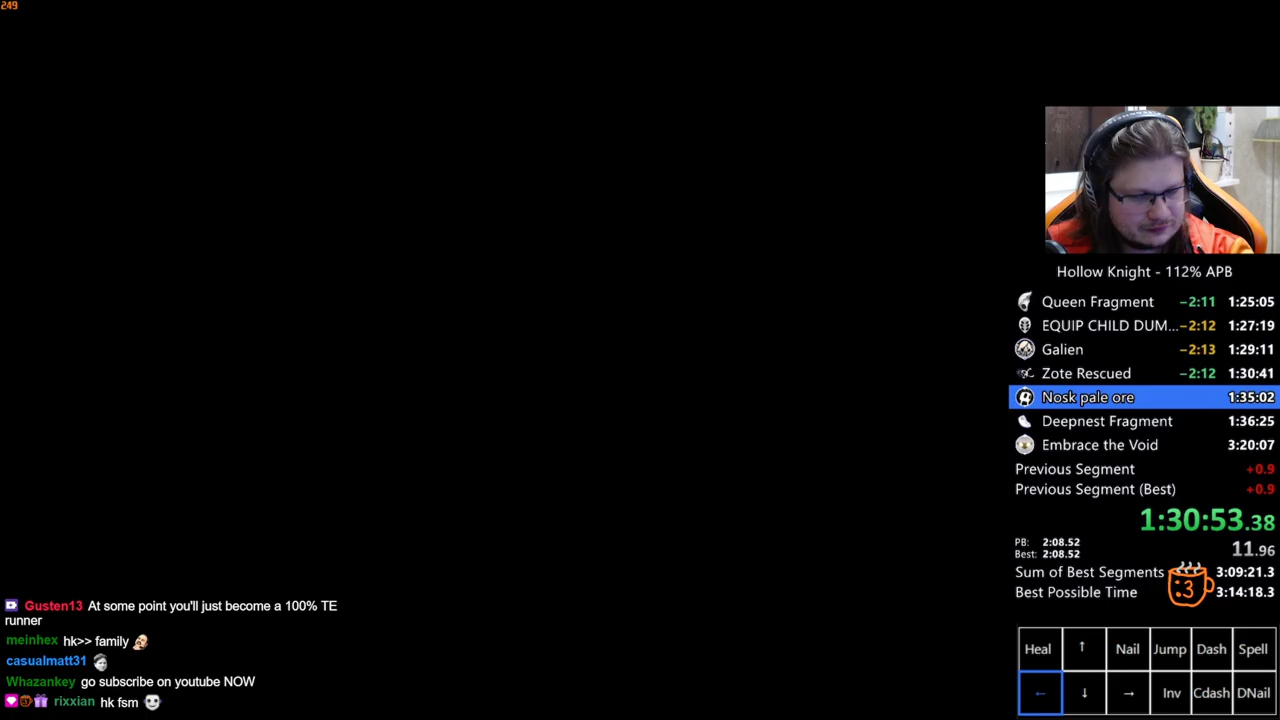 249
Hollow Knight - 112% APB
Queen Fragment -2:11 1:25:05
EQUIP CHILD DUM... -2:12 1:27:19
Galien -2:13 1:29:11
Zote Rescued -2:12 1:30:41
Nosk pale ore 1:35:02
Deepnest Fragment 1:36:25
Embrace the Void 3:20:07
Previous Segment +0.9
Previous Segment (Best) +0.9
1:30:53.38
PB: 2:08.52
Best: 2:08.52
11.96
Sum of Best Segments 3:09:21.3
Best Possible Time 3:14:18.3
:3
Gusten13 At some point you'll just become a 100% TE
runner
meinhex hk>> family
casualmatt31
Whazankey go subscribe on youtube NOW
rixxian hk fsm
Heal ↑ Nail Jump Dash Spell
← ↓ → Inv Cdash DNail